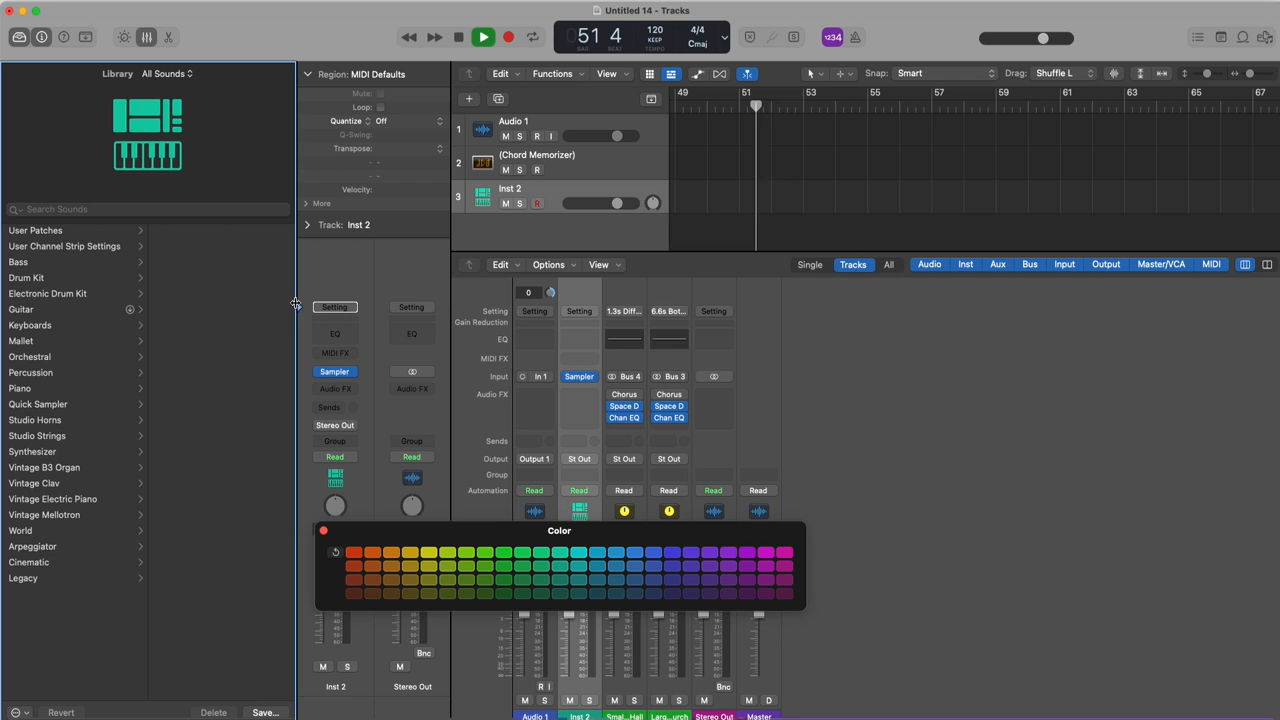 Untitled 14 - Tracks
51 4
BAR BEAT
120
KEEP
TEMPO
4/4
Cmaj
1234
Library All Sounds
Search Sounds
User Patches
User Channel Strip Settings
Bass
Drum Kit
Electronic Drum Kit
Guitar
Keyboards
Mallet
Orchestral
Percussion
Piano
Quick Sampler
Studio Horns
Studio Strings
Synthesizer
Vintage B3 Organ
Vintage Clav
Vintage Electric Piano
Vintage Mellotron
World
Arpeggiator
Cinematic
Legacy
Revert Delete Save...
Region: MIDI Defaults
Mute:
Loop:
Quantize Off
Q-Swing:
Transpose:
Velocity:
More
Track: Inst 2
Setting Setting
EQ EQ
MIDI FX
Sampler
Audio FX Audio FX
Sends
Stereo Out
Group Group
Read Read
Bnc
M S M
Inst 2 Stereo Out
Edit Functions View Snap: Smart Drag: Shuffle L
49 51 53 55 57 59 61 63 65 67
1 Audio 1
M S R I
2 (Chord Memorizer)
M S R
3 Inst 2
M S R
Edit Options View Single Tracks All Audio Inst Aux Bus Input Output Master/VCA MIDI
0
Setting Setting Setting 1.3s Diff... 6.6s Bot... Setting
Gain Reduction
EQ
MIDI FX
Input In 1 Sampler Bus 4 Bus 3
Audio FX Chorus Chorus
Space D Space D
Chan EQ Chan EQ
Sends
Output Output 1 St Out St Out St Out
Group
Automation Read Read Read Read Read Read
Color
R I Bnc
M S M S M S M S M M D
Audio 1 Inst 2 Smal...Hall Larg...urch Stereo Out Master